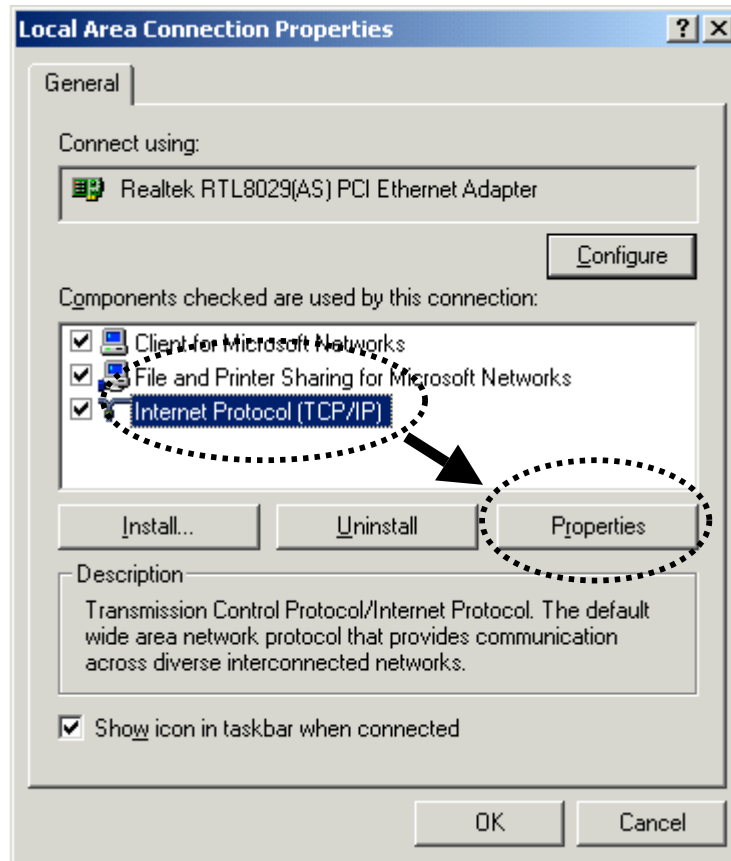 Local Area Connection Properties
General
Connect using:
Realtek RTL8029(AS) PCI Ethernet Adapter
Configure
Components checked are used by this connection:
Client for Microsoft Networks
File and Printer Sharing for Microsoft Networks
Internet Protocol (TCP/IP)
Install... Uninstall Properties
Description
Transmission Control Protocol/Internet Protocol. The default
wide area network protocol that provides communication
across diverse interconnected networks.
Show icon in taskbar when connected
OK Cancel